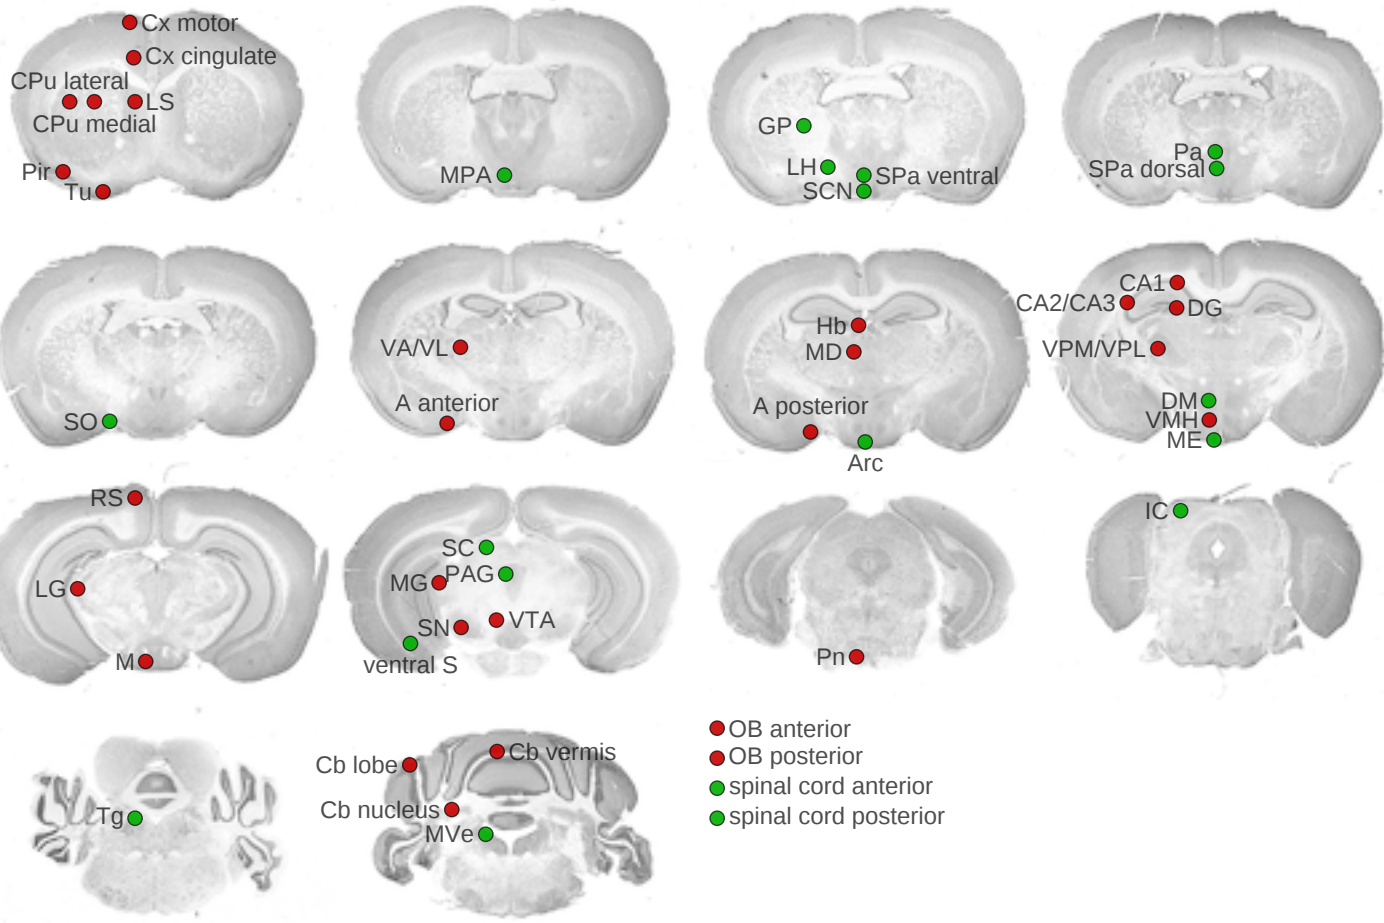 Cx motor
Cx cingulate
CPu lateral
LS
CPu medial
Pir
Tu
MPA
GP
LH
SPa ventral
SCN
Pa
SPa dorsal
SO
VA/VL
A anterior
Hb
MD
A posterior
Arc
CA1
CA2/CA3
DG
VPM/VPL
DM
VMH
ME
RS
LG
M
SC
MG
PAG
SN
VTA
ventral S
Pn
IC
Tg
Cb lobe
Cb vermis
Cb nucleus
MVe
OB anterior
OB posterior
spinal cord anterior
spinal cord posterior